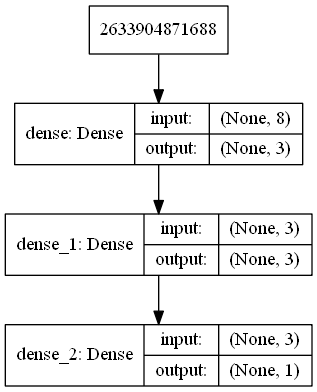 2633904871688
dense: Dense
input: (None, 8)
output: (None, 3)
dense_1: Dense
input: (None, 3)
output: (None, 3)
dense_2: Dense
input: (None, 3)
output: (None, 1)